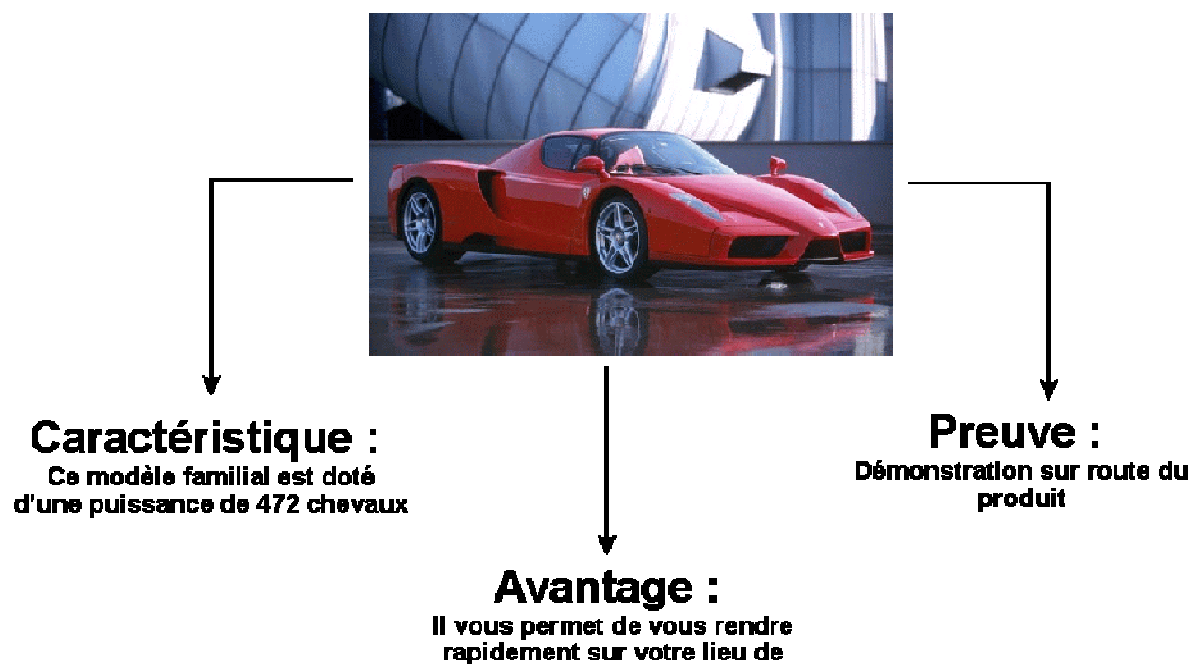 Caractéristique :
Ce modèle familial est doté
d'une puissance de 472 chevaux
Avantage :
Il vous permet de vous rendre
rapidement sur votre lieu de
Preuve :
Démonstration sur route du
produit